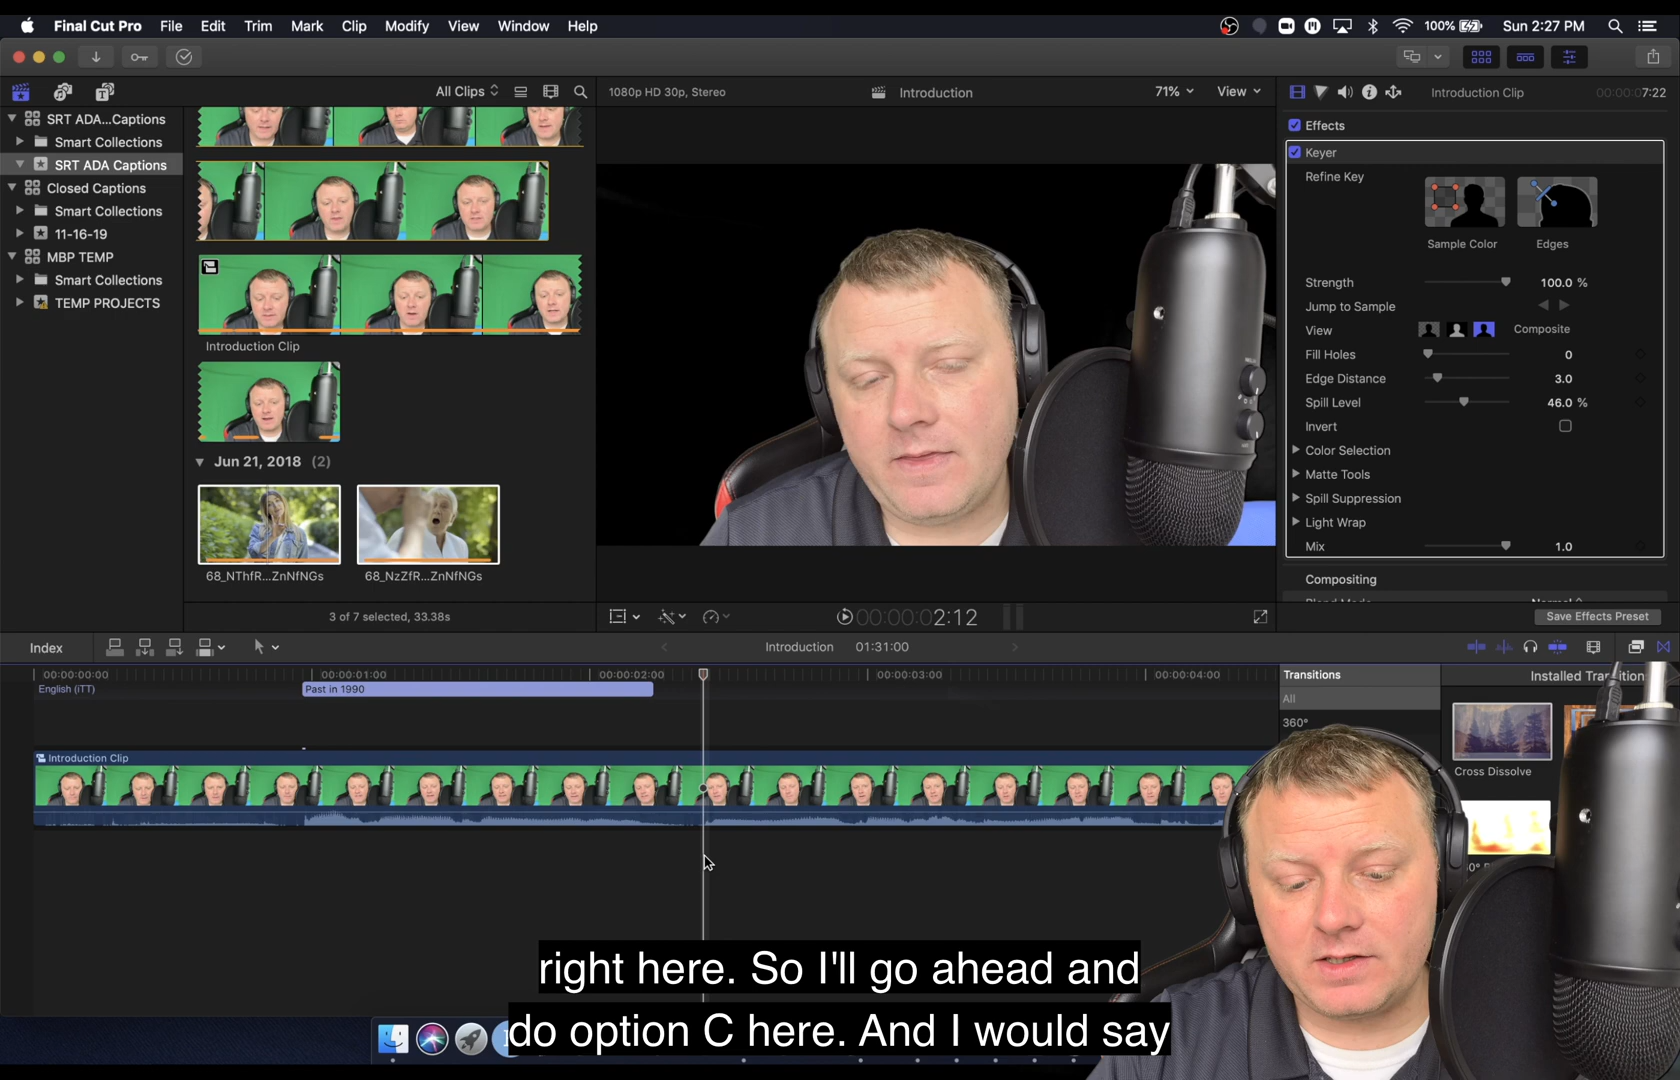 Final Cut Pro File Edit Trim Mark Clip Modify View Window Help 100% Sun 2:27 PM
All Clips
1080p HD 30p, Stereo
Introduction
71%
View
Introduction Clip
00:00:00:07:22
SRT ADA...Captions
Smart Collections
SRT ADA Captions
Closed Captions
Smart Collections
11-16-19
MBP TEMP
Smart Collections
TEMP PROJECTS
Introduction Clip
Jun 21, 2018 (2)
68_NThfR...ZnNfNGs
68_NzZfR...ZnNfNGs
3 of 7 selected, 33.38s
00:00:00:02:12
Effects
Keyer
Refine Key
Sample Color
Edges
Strength 100.0 %
Jump to Sample
View Composite
Fill Holes 0
Edge Distance 3.0
Spill Level 46.0 %
Invert
Color Selection
Matte Tools
Spill Suppression
Light Wrap
Mix 1.0
Compositing
Save Effects Preset
Index
Introduction 01:31:00
00:00:00:00 00:00:01:00 00:00:02:00 00:00:03:00 00:00:04:00
English (iTT)
Past in 1990
Introduction Clip
Transitions
All
360°
Cross Dissolve
right here. So I'll go ahead and
do option C here. And I would say